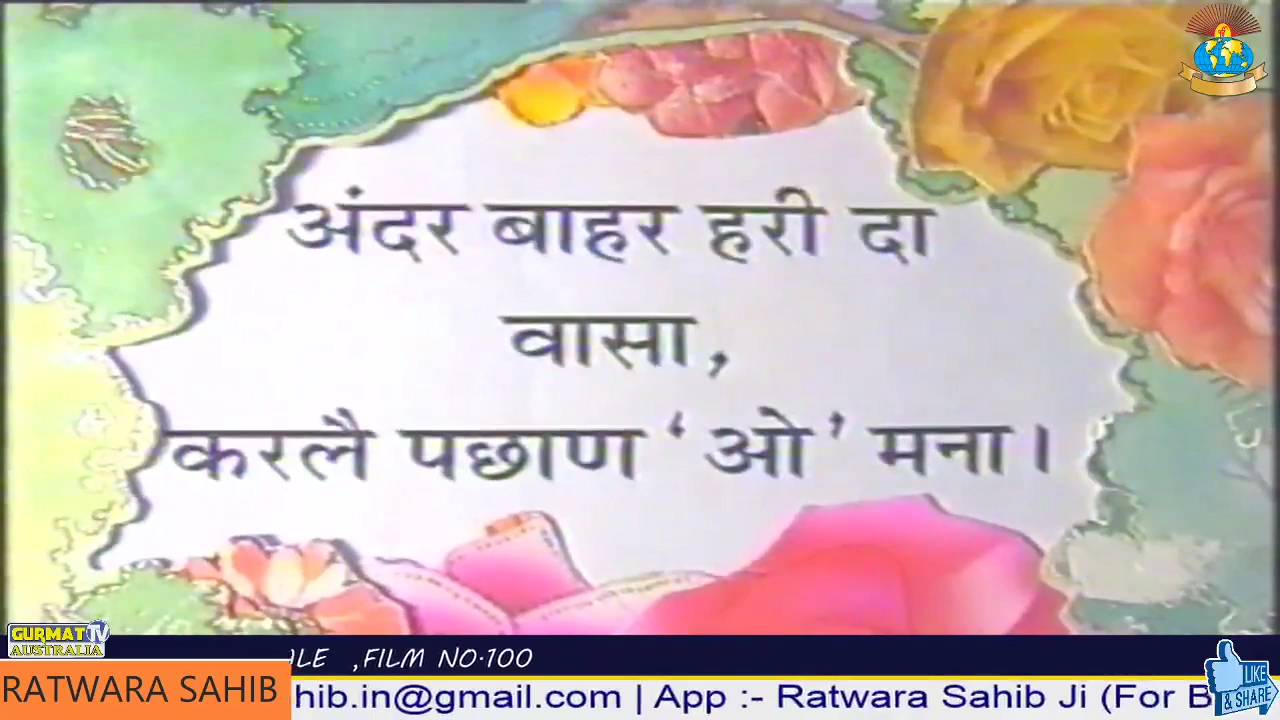 अंदर बाहर हरी दा
वासा,
करलै पछाण ‘ओ’ मना।
GURMAT TV
AUSTRALIA
,FILM NO·100
RATWARA SAHIB
hib.in@gmail.com | App :- Ratwara Sahib Ji (For B
LIKE
& SHARE